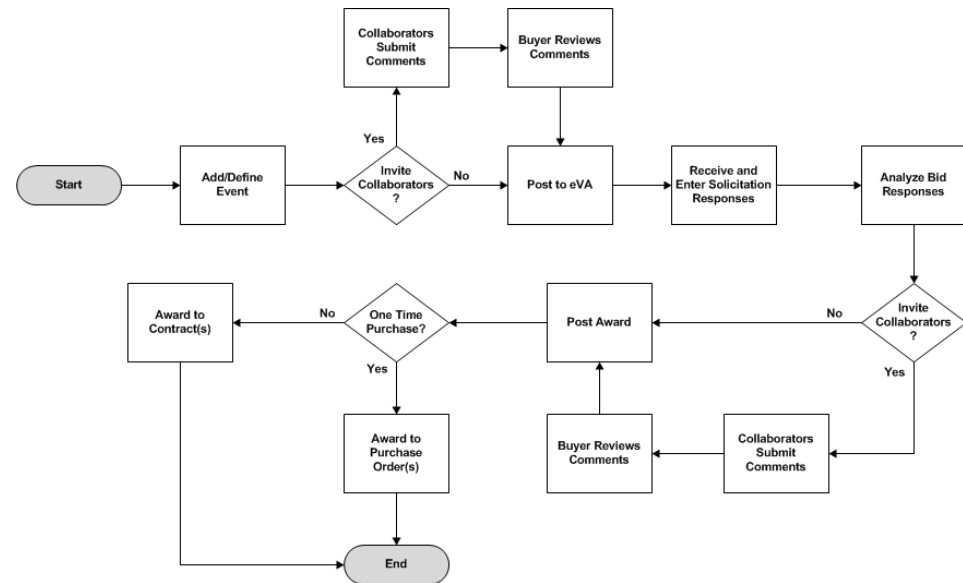 Collaborators
Submit
Comments
Buyer Reviews
Comments
Yes
Start
Add/Define
Event
Invite
Collaborators
?
No
Post to eVA
Receive and
Enter Solicitation
Responses
Analyze Bid
Responses
Award to
Contract(s)
No
One Time
Purchase?
Post Award
No
Invite
Collaborators
?
Yes
Yes
Award to
Purchase
Order(s)
Buyer Reviews
Comments
Collaborators
Submit
Comments
End